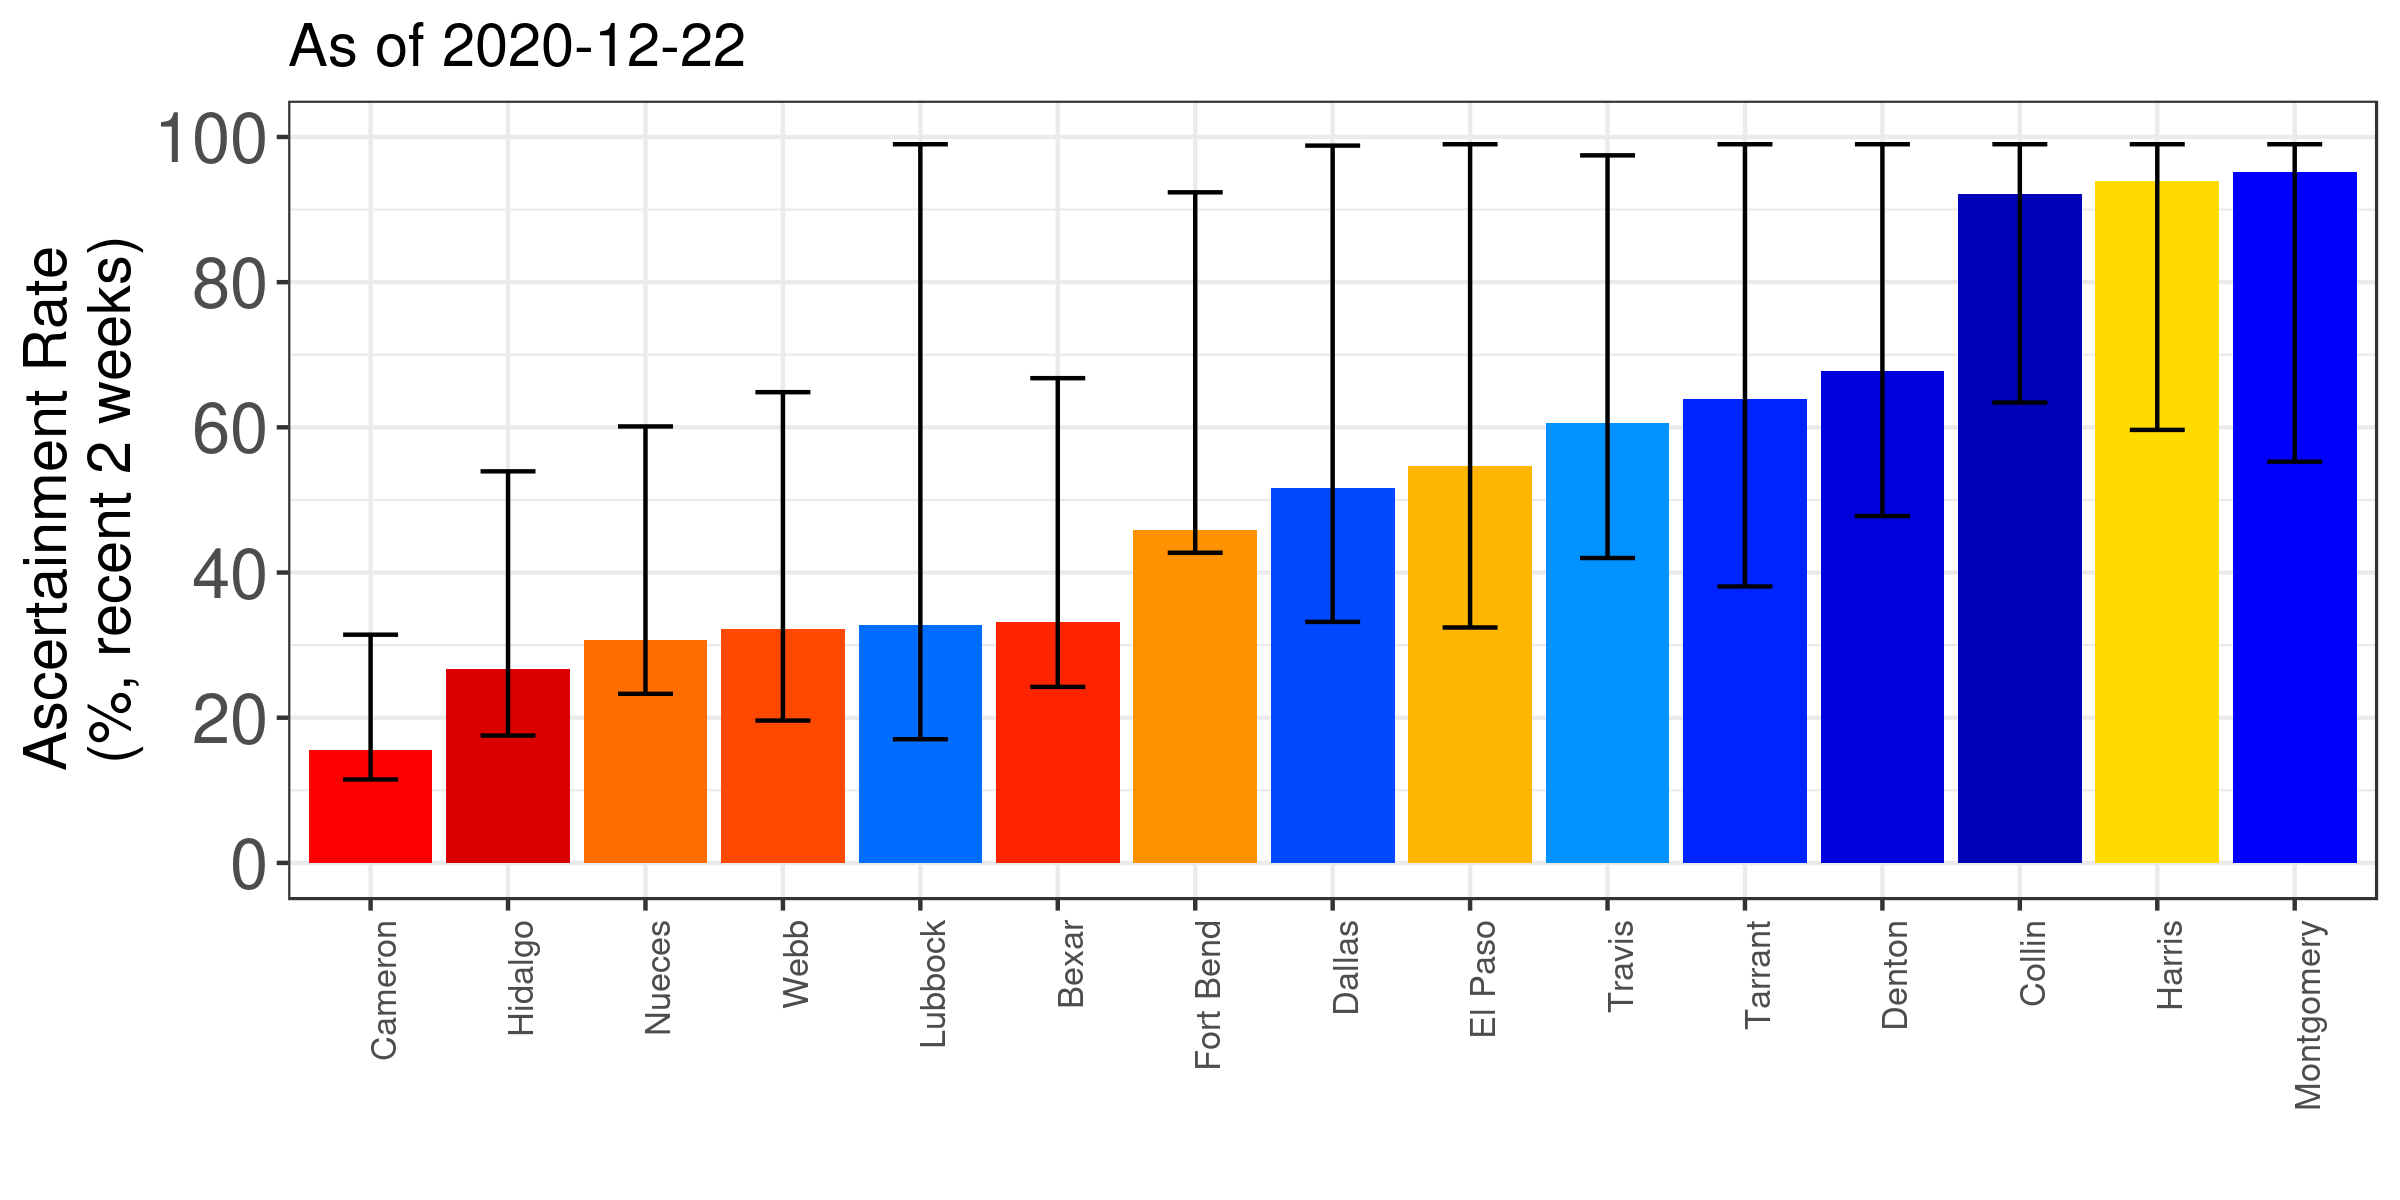 As of 2020-12-22
Ascertainment Rate
(%, recent 2 weeks)
100
80
60
40
20
0
Cameron
Hidalgo
Nueces
Webb
Lubbock
Bexar
Fort Bend
Dallas
El Paso
Travis
Tarrant
Denton
Collin
Harris
Montgomery